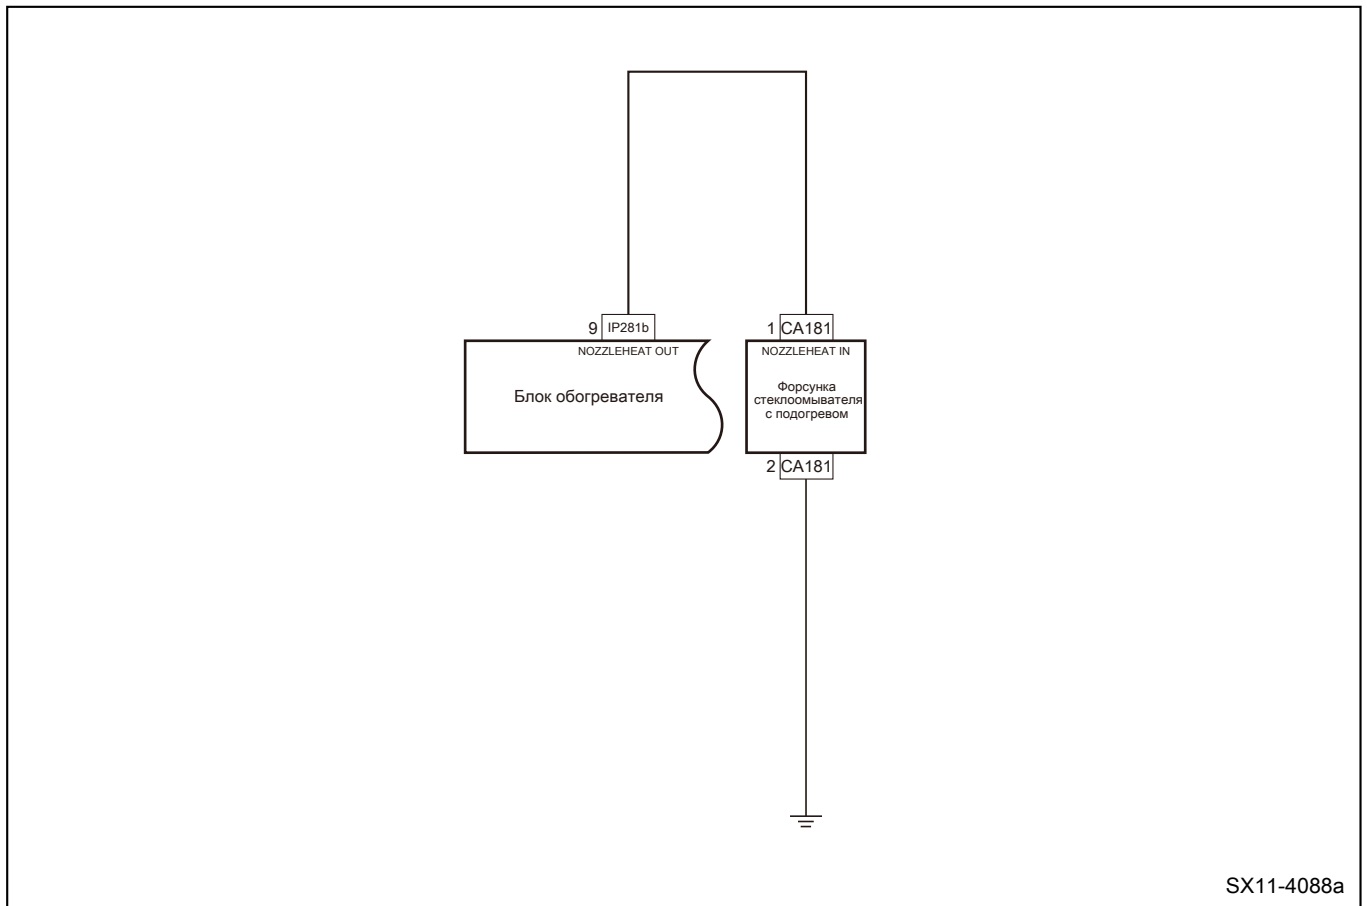 9 IP281b
1 CA181
NOZZLEHEAT OUT
NOZZLEHEAT IN
Блок обогревателя
Форсунка
стеклоомывателя
с подогревом
2 CA181
SX11-4088a